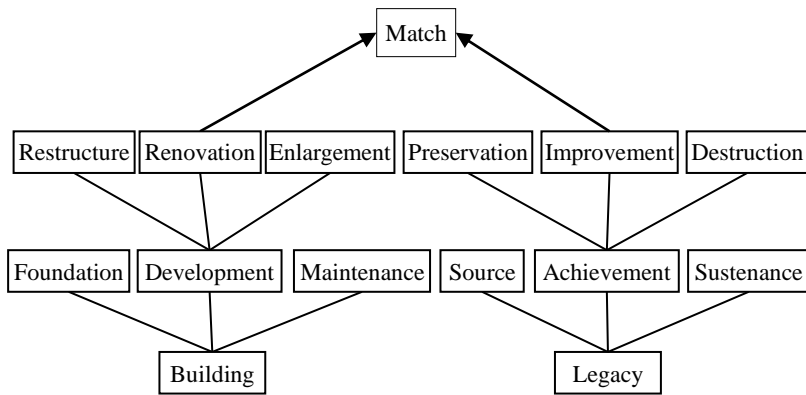 Match
Restructure Renovation Enlargement Preservation Improvement Destruction
Foundation Development Maintenance Source Achievement Sustenance
Building Legacy